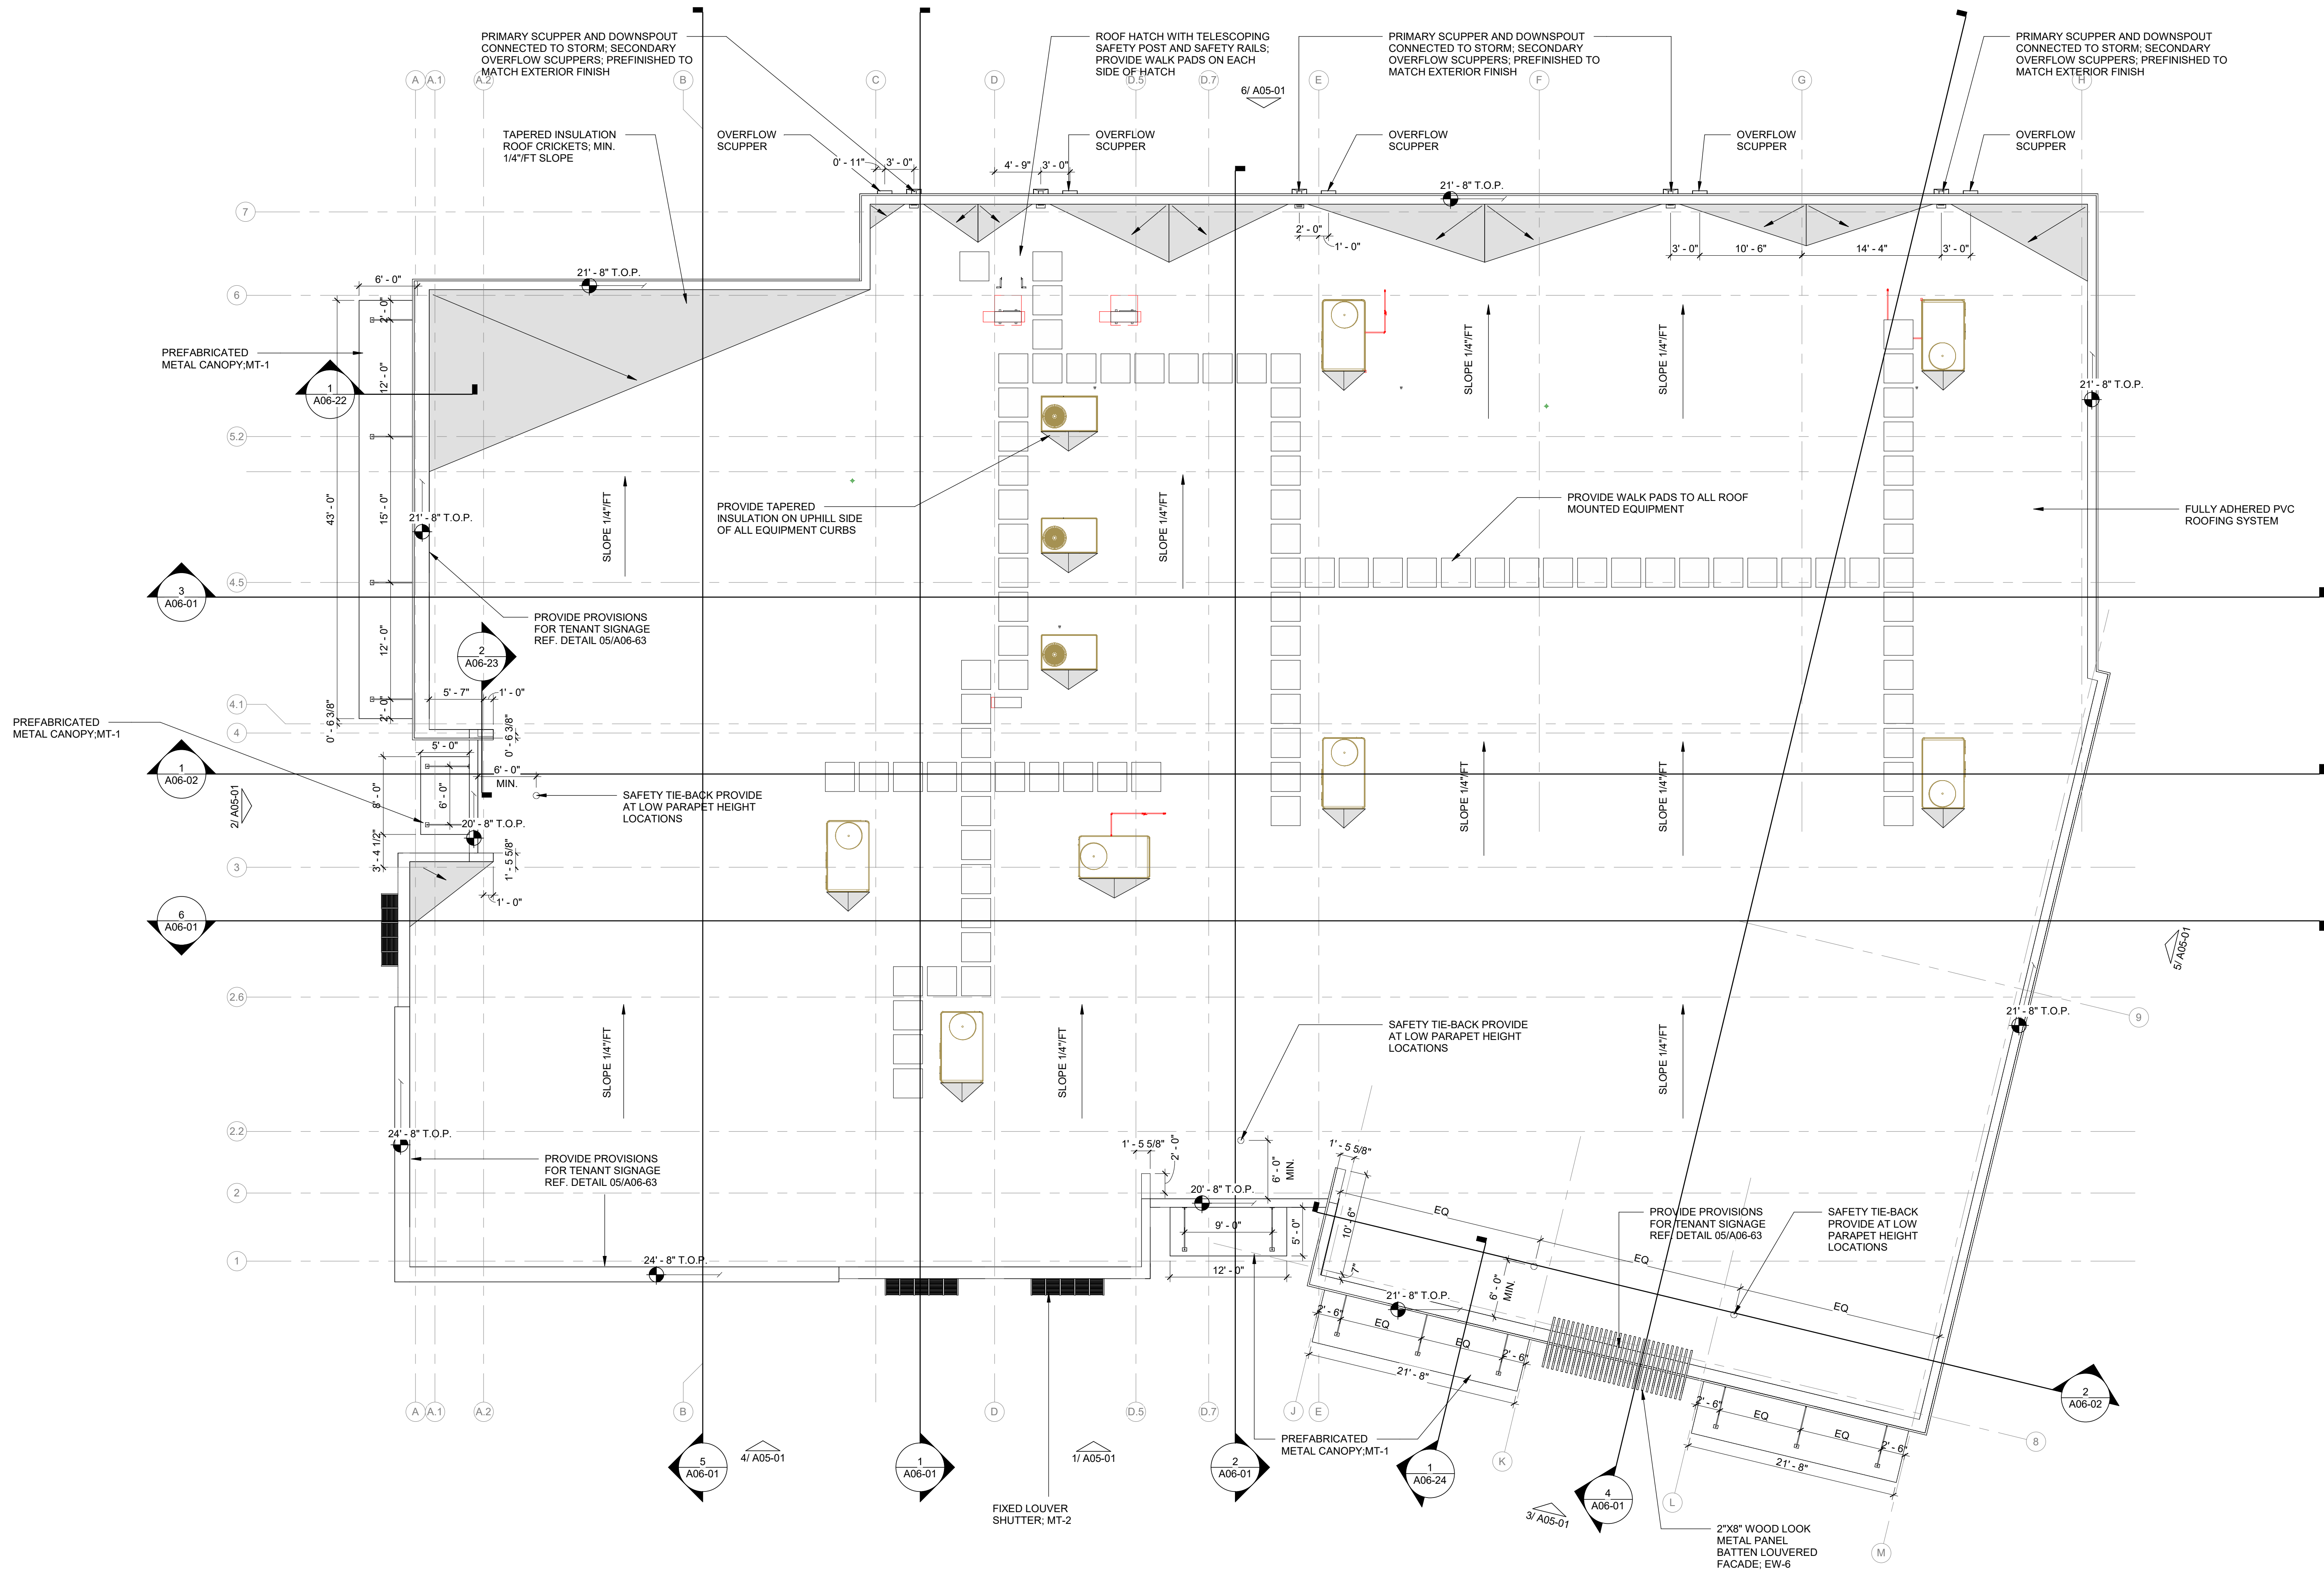 PRIMARY SCUPPER AND DOWNSPOUT
CONNECTED TO STORM; SECONDARY
OVERFLOW SCUPPERS; PREFINISHED TO
MATCH EXTERIOR FINISH
ROOF HATCH WITH TELESCOPING
SAFETY POST AND SAFETY RAILS;
PROVIDE WALK PADS ON EACH
SIDE OF HATCH
PRIMARY SCUPPER AND DOWNSPOUT
CONNECTED TO STORM; SECONDARY
OVERFLOW SCUPPERS; PREFINISHED TO
MATCH EXTERIOR FINISH
PRIMARY SCUPPER AND DOWNSPOUT
CONNECTED TO STORM; SECONDARY
OVERFLOW SCUPPERS; PREFINISHED TO
MATCH EXTERIOR FINISH
A
A.1
A.2
B
C
D
D.5
D.7
E
F
G
H
6/ A05-01
TAPERED INSULATION
ROOF CRICKETS; MIN.
1/4"/FT SLOPE
OVERFLOW
SCUPPER
OVERFLOW
SCUPPER
OVERFLOW
SCUPPER
OVERFLOW
SCUPPER
OVERFLOW
SCUPPER
0' - 11"
3' - 0"
4' - 9"
3' - 0"
21' - 8" T.O.P.
7
2' - 0"
1' - 0"
3' - 0"
10' - 6"
14' - 4"
3' - 0"
6' - 0"
21' - 8" T.O.P.
6
2' - 0"
PREFABRICATED
METAL CANOPY;MT-1
1
A06-22
12' - 0"
SLOPE 1/4"/FT
SLOPE 1/4"/FT
21' - 8" T.O.P.
5.2
43' - 0"
15' - 0"
21' - 8" T.O.P.
SLOPE 1/4"/FT
PROVIDE TAPERED
INSULATION ON UPHILL SIDE
OF ALL EQUIPMENT CURBS
SLOPE 1/4"/FT
PROVIDE WALK PADS TO ALL ROOF
MOUNTED EQUIPMENT
FULLY ADHERED PVC
ROOFING SYSTEM
4.5
3
A06-01
12' - 0"
PROVIDE PROVISIONS
FOR TENANT SIGNAGE
REF. DETAIL 05/A06-63
2
A06-23
5' - 7"
1' - 0"
4.1
2' - 0"
0' - 6 3/8"
0' - 6 3/8"
PREFABRICATED
METAL CANOPY;MT-1
4
5' - 0"
1
A06-02
6' - 0"
MIN.
8' - 0"
6' - 0"
2/ A05-01
SAFETY TIE-BACK PROVIDE
AT LOW PARAPET HEIGHT
LOCATIONS
SLOPE 1/4"/FT
SLOPE 1/4"/FT
20' - 8" T.O.P.
3' - 4 1/2"
1' - 5 5/8"
3
1' - 0"
6
A06-01
5/ A05-01
2.6
9
21' - 8" T.O.P.
SAFETY TIE-BACK PROVIDE
AT LOW PARAPET HEIGHT
LOCATIONS
SLOPE 1/4"/FT
SLOPE 1/4"/FT
SLOPE 1/4"/FT
2.2
24' - 8" T.O.P.
PROVIDE PROVISIONS
FOR TENANT SIGNAGE
REF. DETAIL 05/A06-63
1' - 5 5/8"
2' - 0"
6' - 0"
MIN.
1' - 5 5/8"
2
20' - 8" T.O.P.
9' - 0"
5' - 0"
12' - 0"
10' - 6"
7"
EQ
EQ
EQ
PROVIDE PROVISIONS
FOR TENANT SIGNAGE
REF. DETAIL 05/A06-63
SAFETY TIE-BACK
PROVIDE AT LOW
PARAPET HEIGHT
LOCATIONS
1
24' - 8" T.O.P.
6' - 0"
MIN.
21' - 8" T.O.P.
2' - 6"
EQ
EQ
2' - 6"
21' - 8"
2' - 6"
EQ
EQ
2' - 6"
21' - 8"
2
A06-02
A
A.1
A.2
B
D
D.5
D.7
J
E
8
4/ A05-01
1/ A05-01
PREFABRICATED
METAL CANOPY;MT-1
5
A06-01
1
A06-01
2
A06-01
1
A06-24
K
4
A06-01
L
M
3/ A05-01
FIXED LOUVER
SHUTTER; MT-2
2"X8" WOOD LOOK
METAL PANEL
BATTEN LOUVERED
FACADE; EW-6